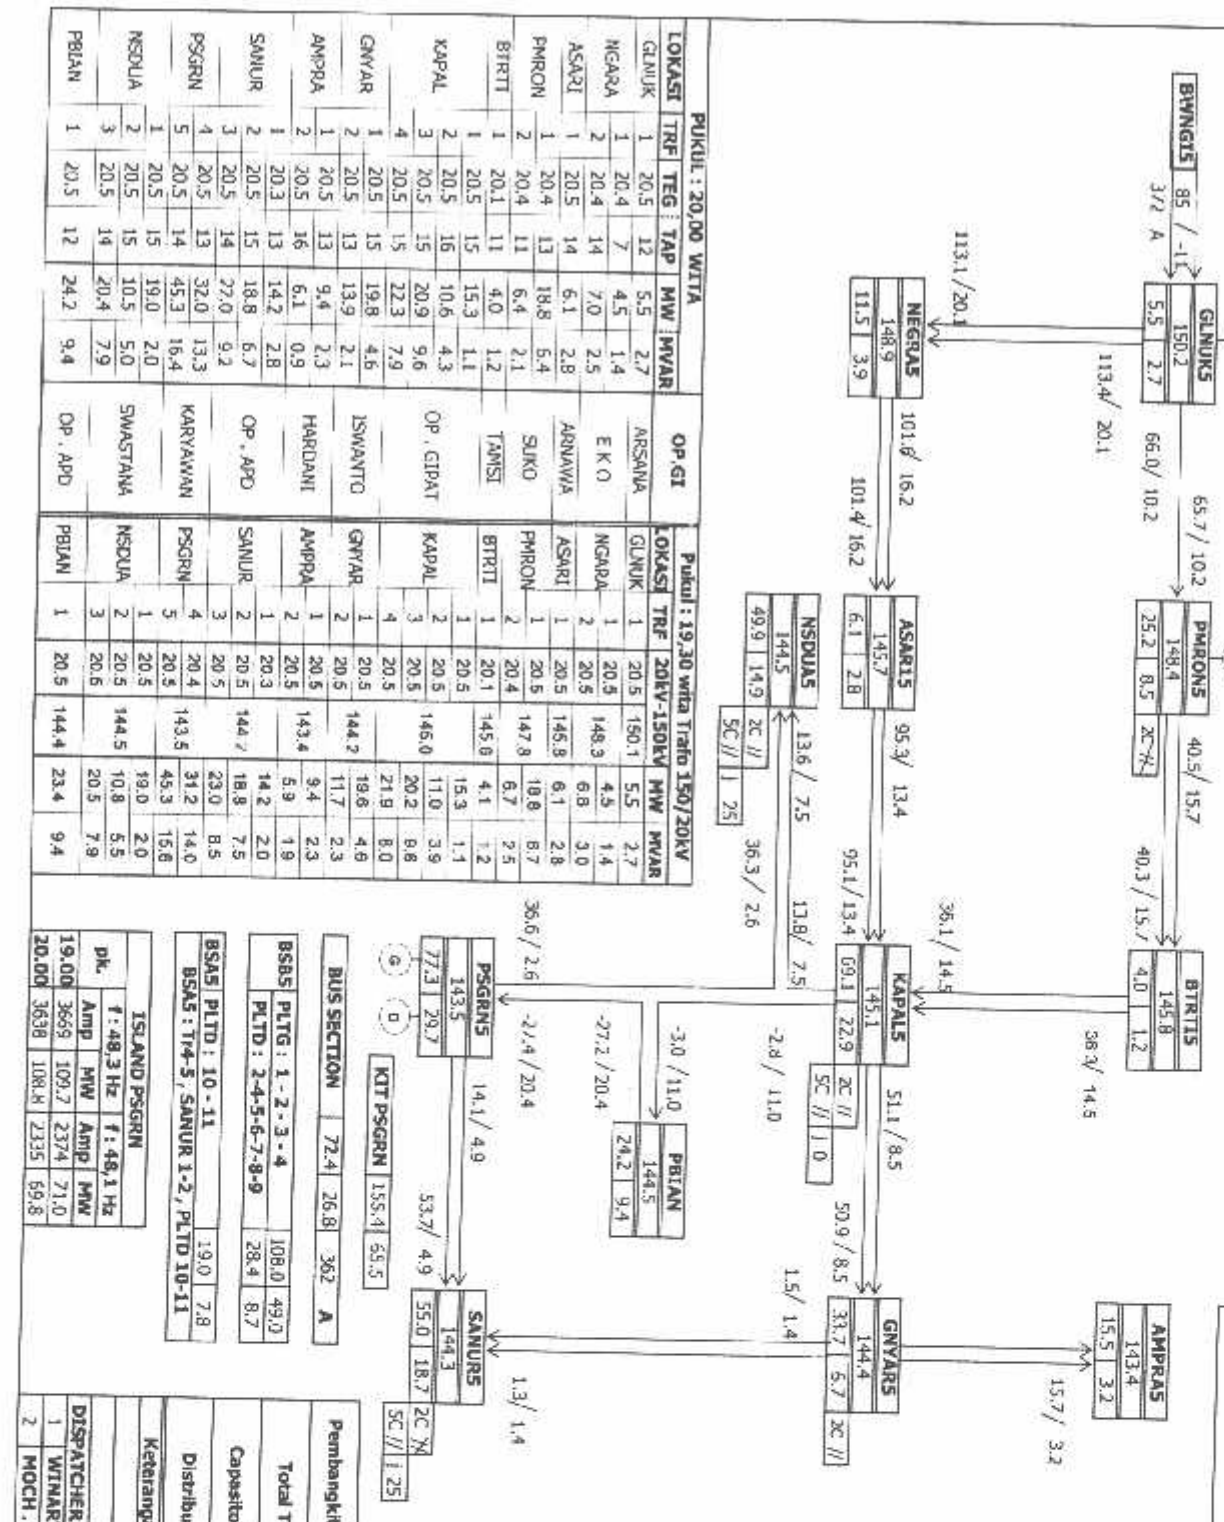 BWNGI5
85 / -11
372 A
GLNUK5
150.2
5.5 2.7
65.7 / 10.2
66.0/ 10.2
PMRON5
148.4
25.2 8.5 2C
40.5/ 15.7
40.3 / 15.7
BTRTI5
145.8
4.0 1.2
38.3 / 14.5
36.1 / 14.5
113.4/ 20.1
113.1 /20.1
NEGRA5
148.9
11.5 3.9
101.6/ 16.2
101.4/ 16.2
ASARI5
145.7
6.1 2.8
95.3/ 13.4
95.1 / 13.4
KAPAL5
145.1
69.1 22.9
2C //
5C // j 0
51.1 / 8.5
50.9 / 8.5
GNYAR5
144.4
33.7 6.7 2C //
AMPRA5
143.4
15.5 3.2
15.7 / 3.2
1.5/ 1.4
1.3/ 1.4
NSDUA5
144.5
49.9 14.9
2C //
5C // j 25
13.6 / 7.5
13.8/ 7.5
36.3 / 2.6
36.6 / 2.6
-2.8 / 11.0
-3.0 /11.0
PBIAN
144.5
24.2 9.4
-27.2 / 20.4
-27.4 / 20.4
PSGRN5
143.5
77.3 29.7
G D
14.1 / 4.9
53.7/ 4.9
SANUR5
144.3
55.0 18.7 2C
5C // j 25
PUKUL : 20,00 WITA
LOKASI TRF TEG TAP MW MVAR OP.GI
GLNUK 1 20.5 12 5.5 2.7 ARSANA
NGARA 1 20.4 7 4.5 1.4 E K O
2 20.4 14 7.0 2.5
ASARI 1 20.5 14 6.1 2.8 ARNAWA
PMRON 1 20.4 13 18.8 6.4 SUKO
2 20.4 11 6.4 2.1
BTRTI 1 20.1 11 4.0 1.2 TAMSI
KAPAL 1 20.5 15 15.3 1.1 OP . GIPAT
2 20.5 16 10.6 4.3
3 20.5 15 20.9 9.6
4 20.5 15 22.3 7.9
GNYAR 1 20.5 15 19.8 4.6 ISWANTO
2 20.5 13 13.9 2.1
AMPRA 1 20.5 13 9.4 2.3 HARDANI
2 20.5 16 6.1 0.9
SANUR 1 20.3 13 14.2 2.8 OP . APD
2 20.5 15 18.8 6.7
3 20.5 14 22.0 9.2
PSGRN 4 20.5 13 32.0 13.3 KARYAWAN
5 20.5 14 45.3 16.4
NSDUA 1 20.5 15 19.0 2.0 SWASTANA
2 20.5 15 10.5 5.0
3 20.5 14 20.4 7.9
PBIAN 1 20.5 12 24.2 9.4 OP . APD
Pukul : 19,30 wita Trafo 150/20kV
LOKASI TRF 20kV-150kV MW MVAR
GLNUK 1 20.5 150.1 5.5 2.7
NGARA 1 20.5 148.3 4.5 1.4
2 20.5 6.8 3.0
ASARI 1 20.5 145.8 6.1 2.8
PMRON 1 20.5 147.8 18.8 6.7
2 20.4 6.7 2.5
BTRTI 1 20.1 145.6 4.1 1.2
KAPAL 1 20.5 146.0 15.3 1.1
2 20.5 11.0 3.9
3 20.5 20.2 9.6
4 20.5 21.9 8.0
GNYAR 1 20.5 144.2 19.6 4.6
2 20.5 11.7 2.3
AMPRA 1 20.5 143.4 9.4 2.3
2 20.5 5.9 1.9
SANUR 1 20.3 144.2 14.2 2.0
2 20.5 18.8 7.5
3 20.5 23.0 8.5
PSGRN 4 20.4 143.5 31.2 14.0
5 20.5 45.3 15.6
NSDUA 1 20.5 144.5 19.0 2.0
2 20.5 10.8 5.5
3 20.6 20.5 7.9
PBIAN 1 20.5 144.4 23.4 9.4
KIT PSGRN 155.4 65.5
BUS SECTION 72.4 26.8 362 A
BSB5 PLTG : 1 - 2 - 3 - 4 108.0 49.0
PLTD : 2-4-5-6-7-8-9 28.4 8.7
BSA5 PLTD : 10 - 11 19.0 7.8
BSA5 : Tr4-5 , SANUR 1-2 , PLTD 10-11
ISLAND PSGRN
pk. f : 48,3 Hz f : 48,1 Hz
Amp MW Amp MW
19.00 3669 109.7 2374 71.0
20.00 3638 108.8 2335 69.8
Pembangkit
Total T
Capasito
Distribu
Keterang
DISPATCHER
1 WINAR
2 MOCH .